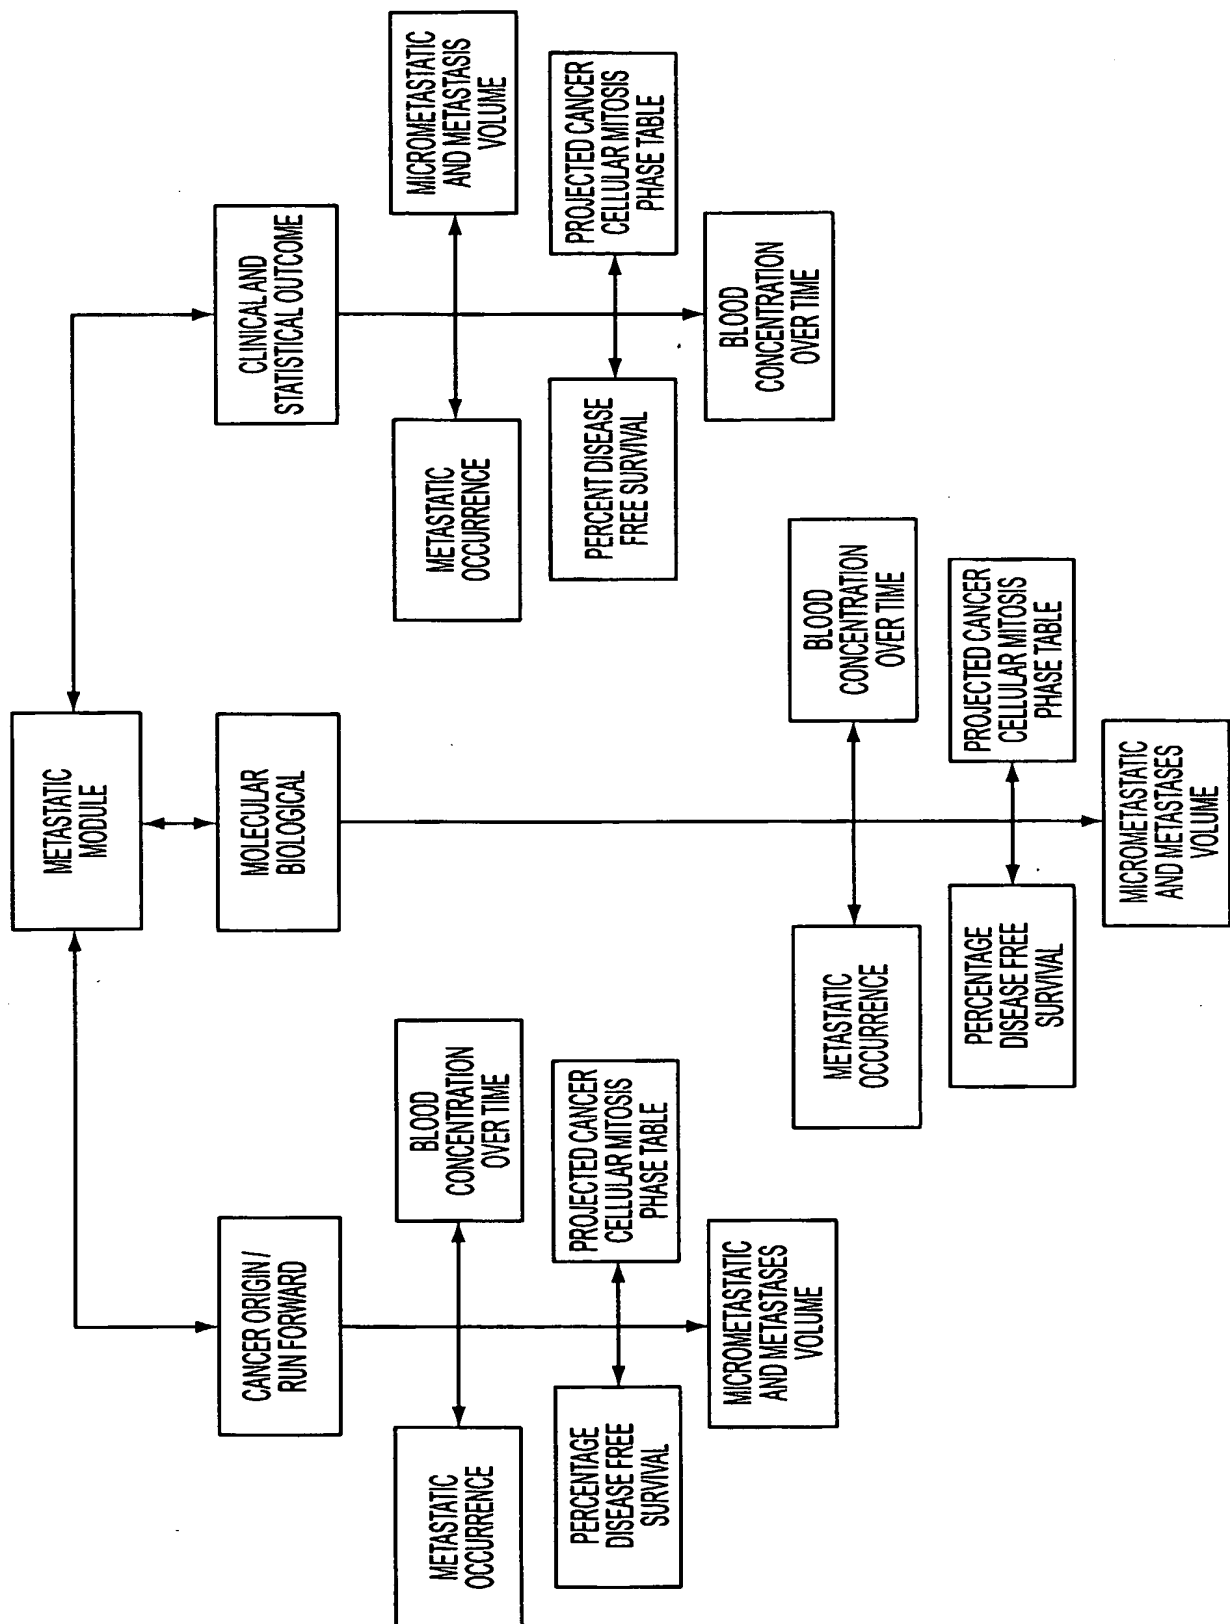 METASTATIC
MODULE
CANCER ORIGIN /
RUN FORWARD
MOLECULAR
BIOLOGICAL
CLINICAL AND
STATISTICAL OUTCOME
METASTATIC
OCCURRENCE
BLOOD
CONCENTRATION
OVER TIME
PERCENTAGE
DISEASE FREE
SURVIVAL
PROJECTED CANCER
CELLULAR MITOSIS
PHASE TABLE
MICROMETASTATIC
AND METASTASES
VOLUME
METASTATIC
OCCURRENCE
BLOOD
CONCENTRATION
OVER TIME
PERCENTAGE
DISEASE FREE
SURVIVAL
PROJECTED CANCER
CELLULAR MITOSIS
PHASE TABLE
MICROMETASTATIC
AND METASTASES
VOLUME
METASTATIC
OCCURRENCE
MICROMETASTATIC
AND METASTASIS
VOLUME
PERCENT DISEASE
FREE SURVIVAL
PROJECTED CANCER
CELLULAR MITOSIS
PHASE TABLE
BLOOD
CONCENTRATION
OVER TIME